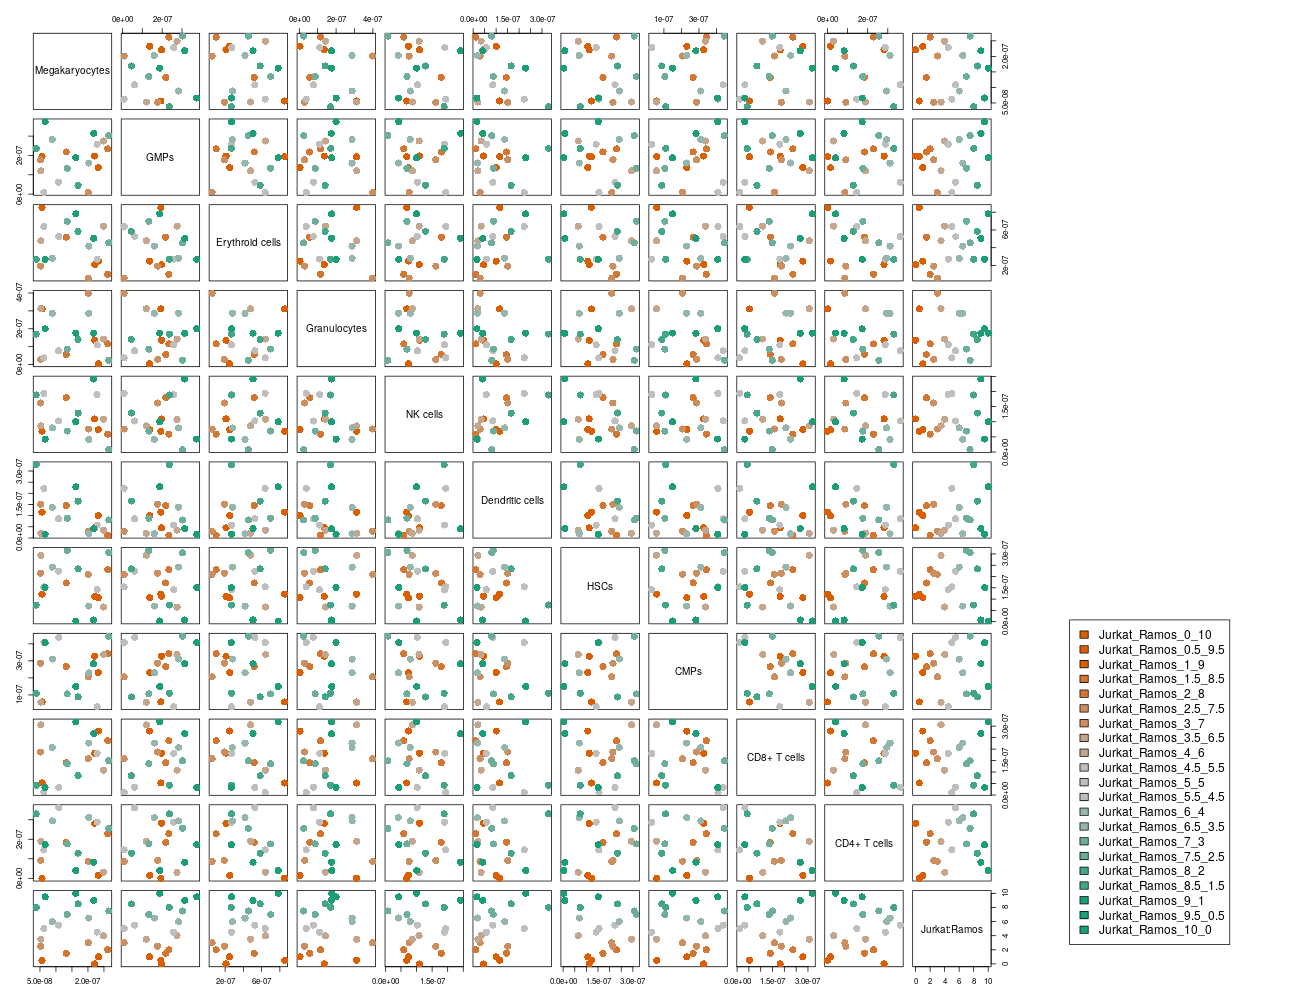 0e+00 2e-07 0e+00 2e-07 4e-07 0.0e+00 1.5e-07 3.0e-07 1e-07 3e-07 0e+00 2e-07
Megakaryocytes
5.0e-08 2.0e-07
GMPs
0e+00 2e-07
Erythroid cells
2e-07 6e-07
Granulocytes
0e+00 2e-07 4e-07
NK cells
0.0e+00 1.5e-07
Dendritic cells
0.0e+00 1.5e-07 3.0e-07
HSCs
0.0e+00 1.5e-07 3.0e-07
CMPs
1e-07 3e-07
CD8+ T cells
0.0e+00 1.5e-07 3.0e-07
CD4+ T cells
0e+00 2e-07
Jurkat:Ramos
0 2 4 6 8 10
5.0e-08 2.0e-07 2e-07 6e-07 0.0e+00 1.5e-07 0.0e+00 1.5e-07 3.0e-07 0.0e+00 1.5e-07 3.0e-07 0 2 4 6 8 10
Jurkat_Ramos_0_10
Jurkat_Ramos_0.5_9.5
Jurkat_Ramos_1_9
Jurkat_Ramos_1.5_8.5
Jurkat_Ramos_2_8
Jurkat_Ramos_2.5_7.5
Jurkat_Ramos_3_7
Jurkat_Ramos_3.5_6.5
Jurkat_Ramos_4_6
Jurkat_Ramos_4.5_5.5
Jurkat_Ramos_5_5
Jurkat_Ramos_5.5_4.5
Jurkat_Ramos_6_4
Jurkat_Ramos_6.5_3.5
Jurkat_Ramos_7_3
Jurkat_Ramos_7.5_2.5
Jurkat_Ramos_8_2
Jurkat_Ramos_8.5_1.5
Jurkat_Ramos_9_1
Jurkat_Ramos_9.5_0.5
Jurkat_Ramos_10_0